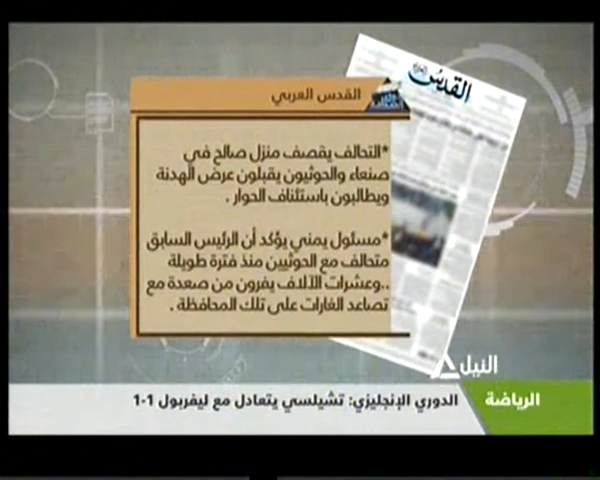 القدس
القدس العربي
*التحالف يقصف منزل صالح في
صنعاء والحوثيون يقبلون عرض الهدنة
ويطالبون باستئناف الحوار .
*مسئول يمني يؤكد أن الرئيس السابق
متحالف مع الحوثيين منذ فترة طويلة
..وعشرات الآلاف يفرون من صعدة مع
تصاعد الغارات على تلك المحافظة .
النيل
الرياضة
الدوري الإنجليزي: تشيلسي يتعادل مع ليفربول 1-1